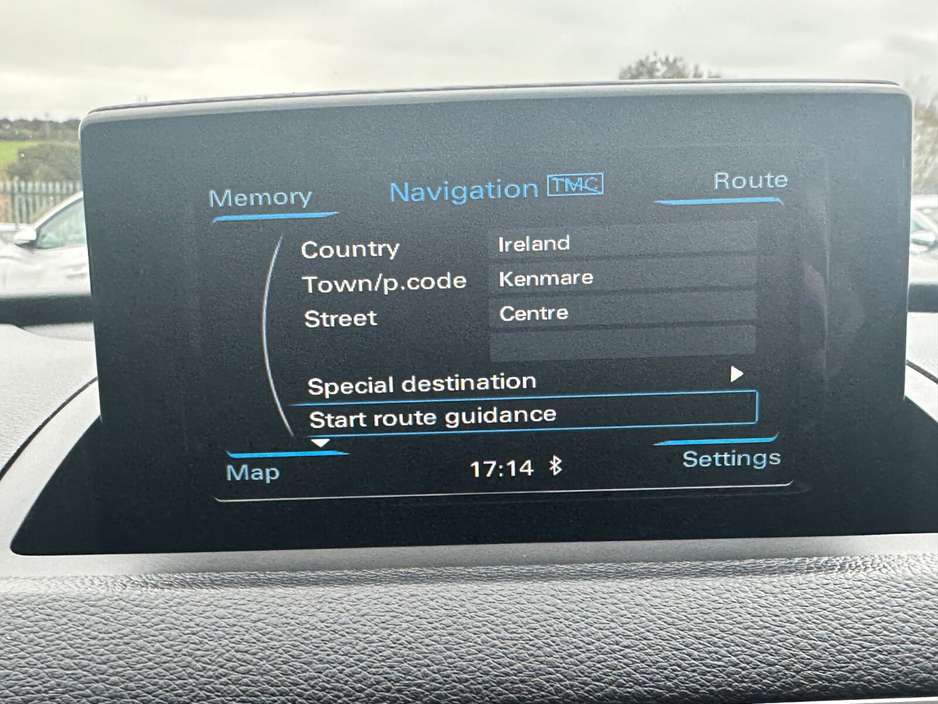 Memory Navigation TMC Route
Country Ireland
Town/p.code Kenmare
Street Centre
Special destination
Start route guidance
Map 17:14 Settings